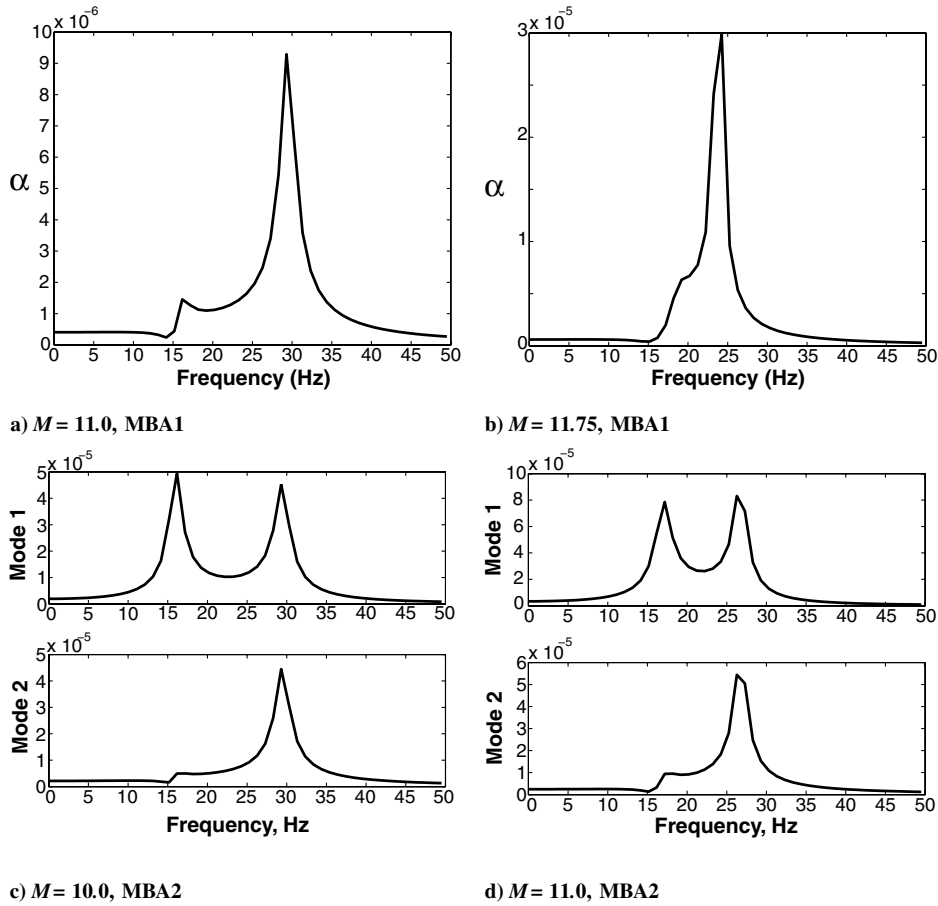 x 10⁻⁶
10
9
8
7
6
5
4
3
2
1
0
α
0 5 10 15 20 25 30 35 40 45 50
Frequency (Hz)
a) M = 11.0, MBA1
x 10⁻⁵
3
2
1
0
α
0 5 10 15 20 25 30 35 40 45 50
Frequency (Hz)
b) M = 11.75, MBA1
x 10⁻⁵
5
4
3
2
1
0
Mode 1
0 5 10 15 20 25 30 35 40 45 50
x 10⁻⁵
5
4
3
2
1
0
Mode 2
0 5 10 15 20 25 30 35 40 45 50
Frequency, Hz
c) M = 10.0, MBA2
x 10⁻⁵
10
8
6
4
2
0
Mode 1
0 5 10 15 20 25 30 35 40 45 50
x 10⁻⁵
6
5
4
3
2
1
0
Mode 2
0 5 10 15 20 25 30 35 40 45 50
Frequency, Hz
d) M = 11.0, MBA2